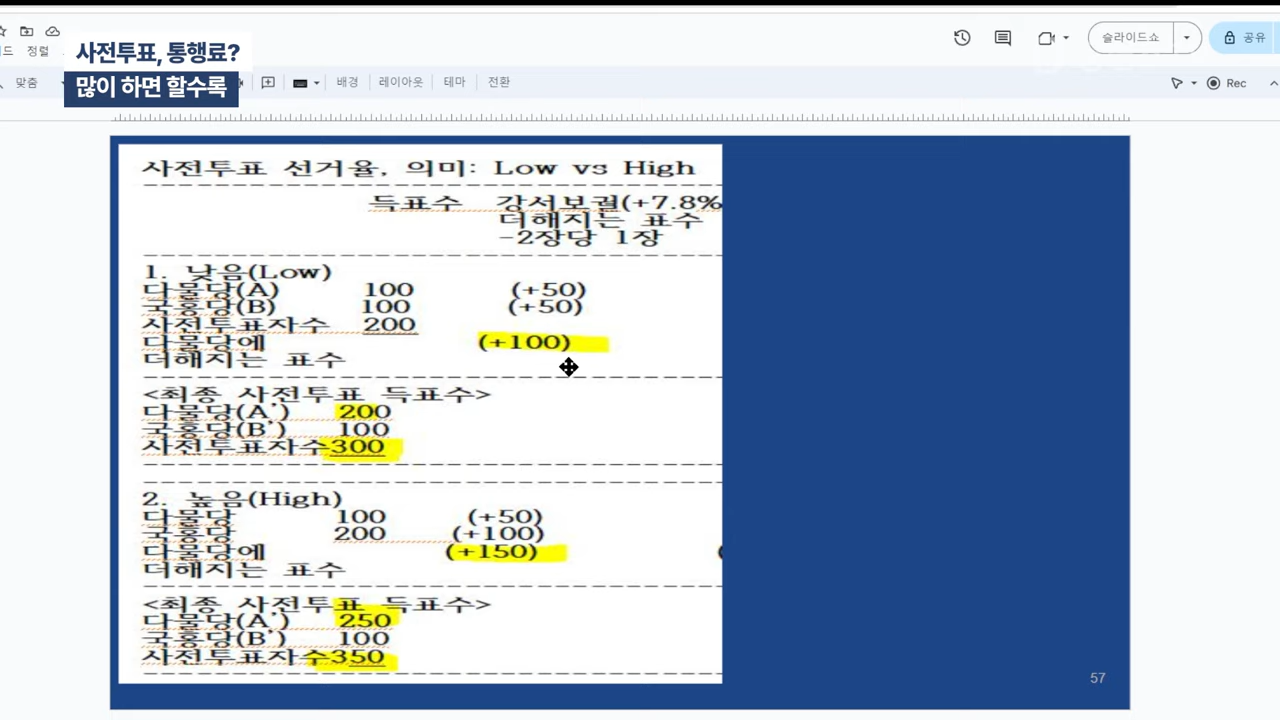 사전투표, 통행료?
많이 하면 할수록
정렬
슬라이드쇼
공유
맞춤
배경
레이아웃
테마
전환
Rec
사전투표 선거율, 의미: Low vs High
득표수 강서보궐(+7.8%
더해지는 표수
-2장당 1장
1. 낮음(Low)
다물당(A) 100 (+50)
국홍당(B) 100 (+50)
사전투표자수 200
다물당에 (+100)
더해지는 표수
<최종 사전투표 득표수>
다물당(A') 200
국홍당(B') 100
사전투표자수300
2. 높음(High)
다물당 100 (+50)
국홍당 200 (+100)
다물당에 (+150) (
더해지는 표수
<최종 사전투표 득표수>
다물당(A') 250
국홍당(B') 100
사전투표자수350
57